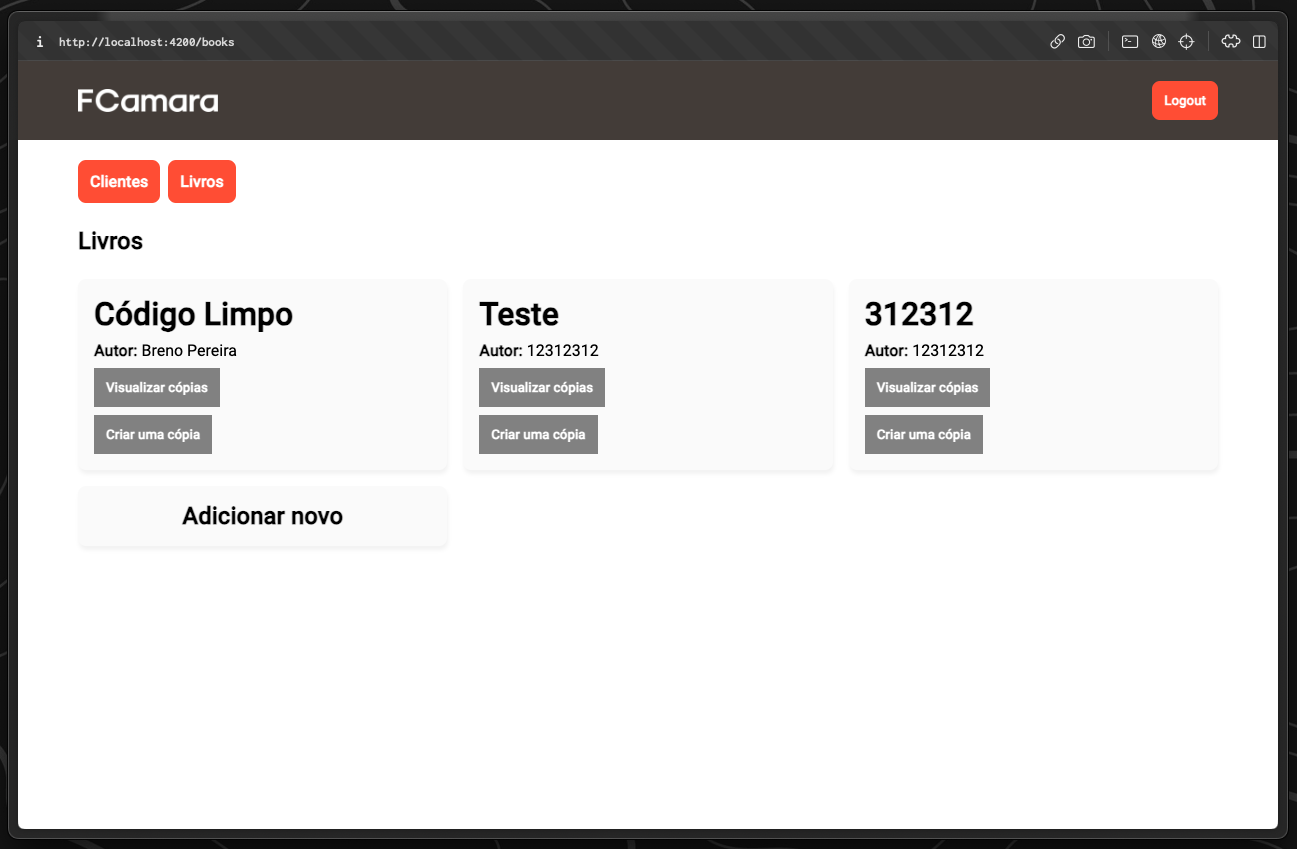 i http://localhost:4200/books
FCamara
Logout
Clientes Livros
Livros
Código Limpo
Autor: Breno Pereira
Visualizar cópias
Criar uma cópia
Teste
Autor: 12312312
Visualizar cópias
Criar uma cópia
312312
Autor: 12312312
Visualizar cópias
Criar uma cópia
Adicionar novo